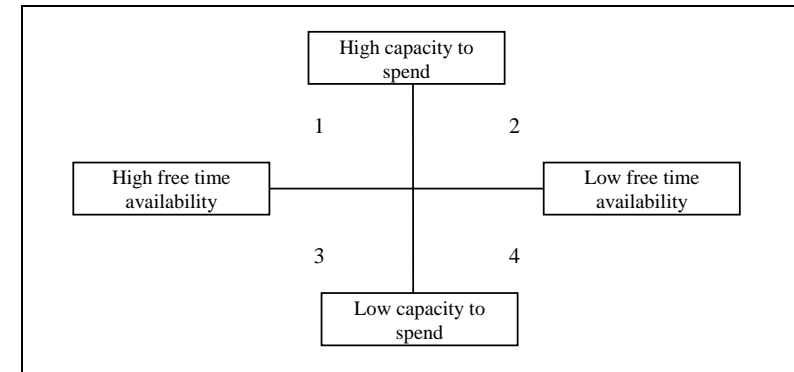 High capacity to
spend
1
2
High free time
availability
Low free time
availability
3
4
Low capacity to
spend